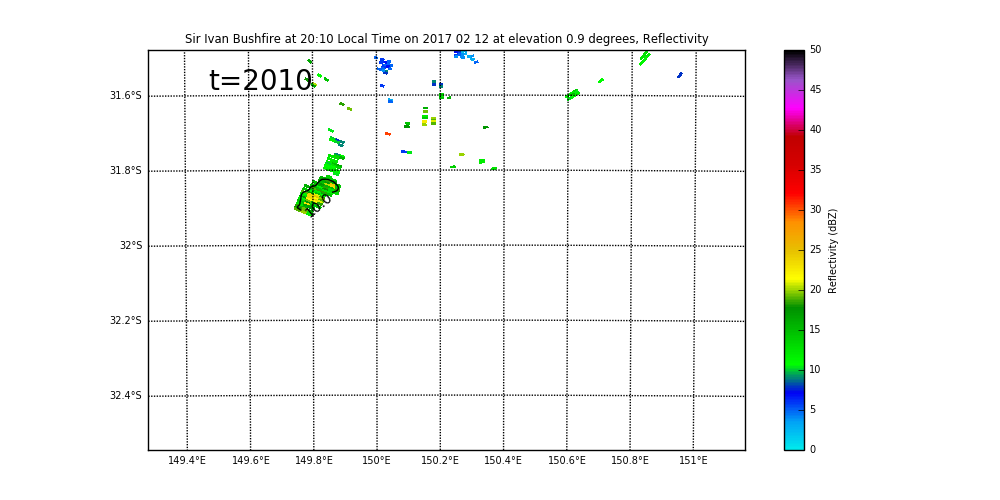 Sir Ivan Bushfire at 20:10 Local Time on 2017 02 12 at elevation 0.9 degrees, Reflectivity
t=2010
31.6°S
31.8°S
32°S
32.2°S
32.4°S
149.4°E 149.6°E 149.8°E 150°E 150.2°E 150.4°E 150.6°E 150.8°E 151°E
50
45
40
35
30
25
20
15
10
5
0
Reflectivity (dBZ)